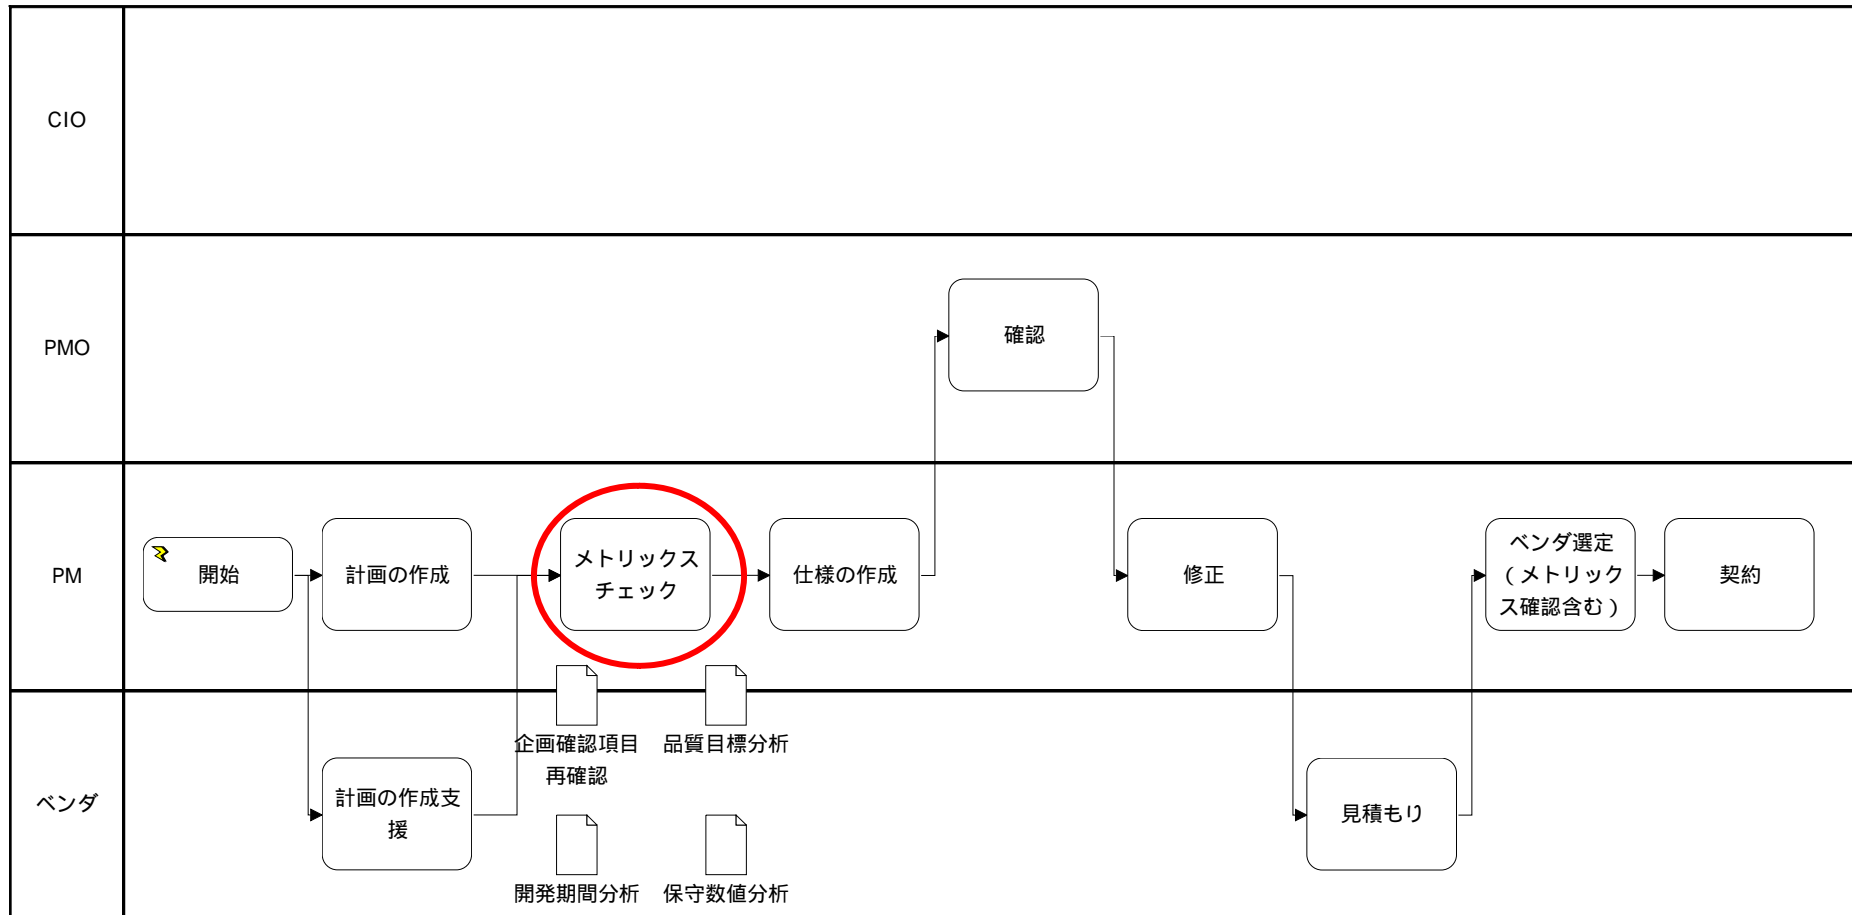 CIO
PMO
確認
PM
開始
計画の作成
メトリックス
チェック
仕様の作成
修正
ベンダ選定
（メトリック
ス確認含む）
契約
ベンダ
計画の作成支
援
企画確認項目
再確認
品質目標分析
開発期間分析
保守数値分析
見積もり